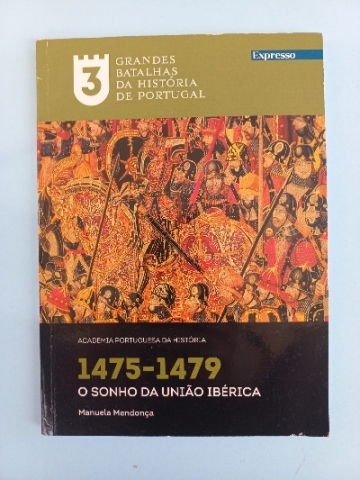 3
GRANDES
BATALHAS
DA HISTÓRIA
DE PORTUGAL
Expresso
ACADEMIA PORTUGUESA DA HISTÓRIA
1475-1479
O SONHO DA UNIÃO IBÉRICA
Manuela Mendonça